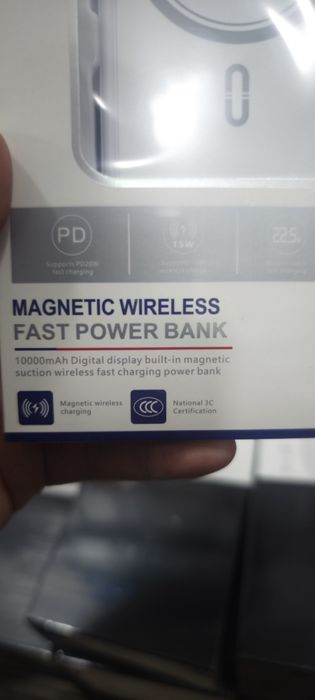 PD
15W
22.5
Supports PD20W
fast charging
MAGNETIC WIRELESS
FAST POWER BANK
10000mAh Digital display built-in magnetic
suction wireless fast charging power bank
Magnetic wireless
charging
CCC
National 3C
Certification